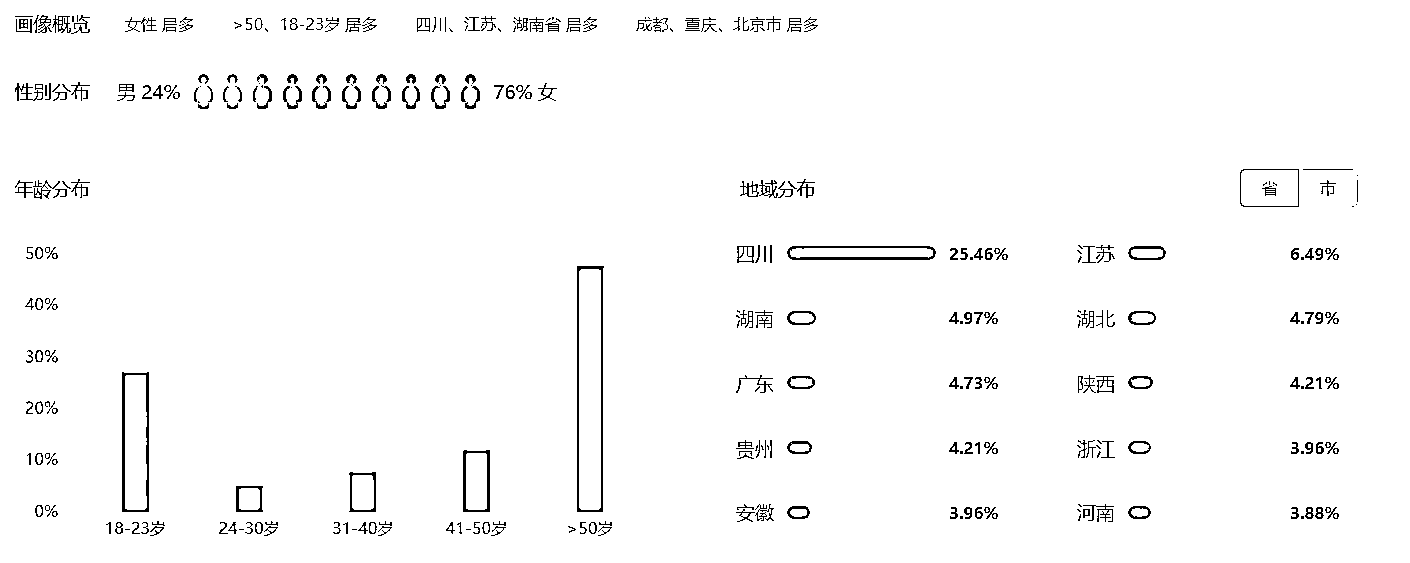 画像概览 女性 居多 >50、18-23岁 居多 四川、江苏、湖南省 居多 成都、重庆、北京市 居多
性别分布 男 24% 76% 女
年龄分布
50%
40%
30%
20%
10%
0%
18-23岁 24-30岁 31-40岁 41-50岁 >50岁
地域分布 省 市
四川 25.46% 江苏 6.49%
湖南 4.97% 湖北 4.79%
广东 4.73% 陕西 4.21%
贵州 4.21% 浙江 3.96%
安徽 3.96% 河南 3.88%